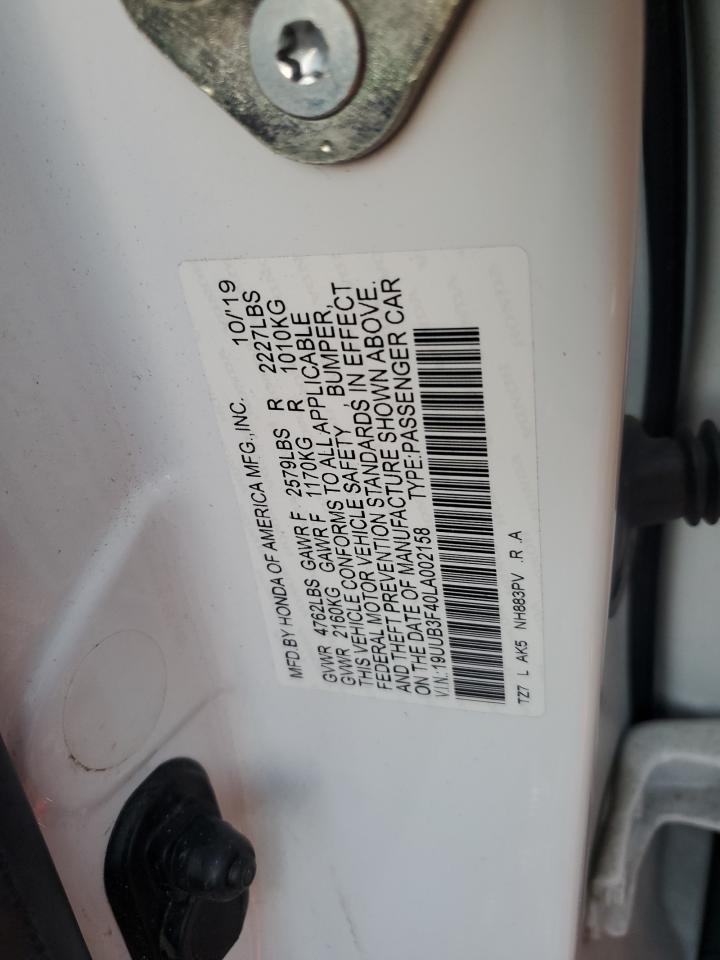 MFD.BY HONDA OF AMERICA MFG.,INC. 10/'19
GVWR 4762LBS GAWR F 2579LBS R 2227LBS
GVWR 2160KG GAWR F 1170KG R 1010KG
THIS VEHICLE CONFORMS TO ALL APPLICABLE
FEDERAL MOTOR VEHICLE SAFETY, BUMPER,
AND THEFT PREVENTION STANDARDS IN EFFECT
ON THE DATE OF MANUFACTURE SHOWN ABOVE.
V.I.N.:19UUB3F40LA002158 TYPE:PASSENGER CAR
TZ7 L AK5 NH883PV .R .A